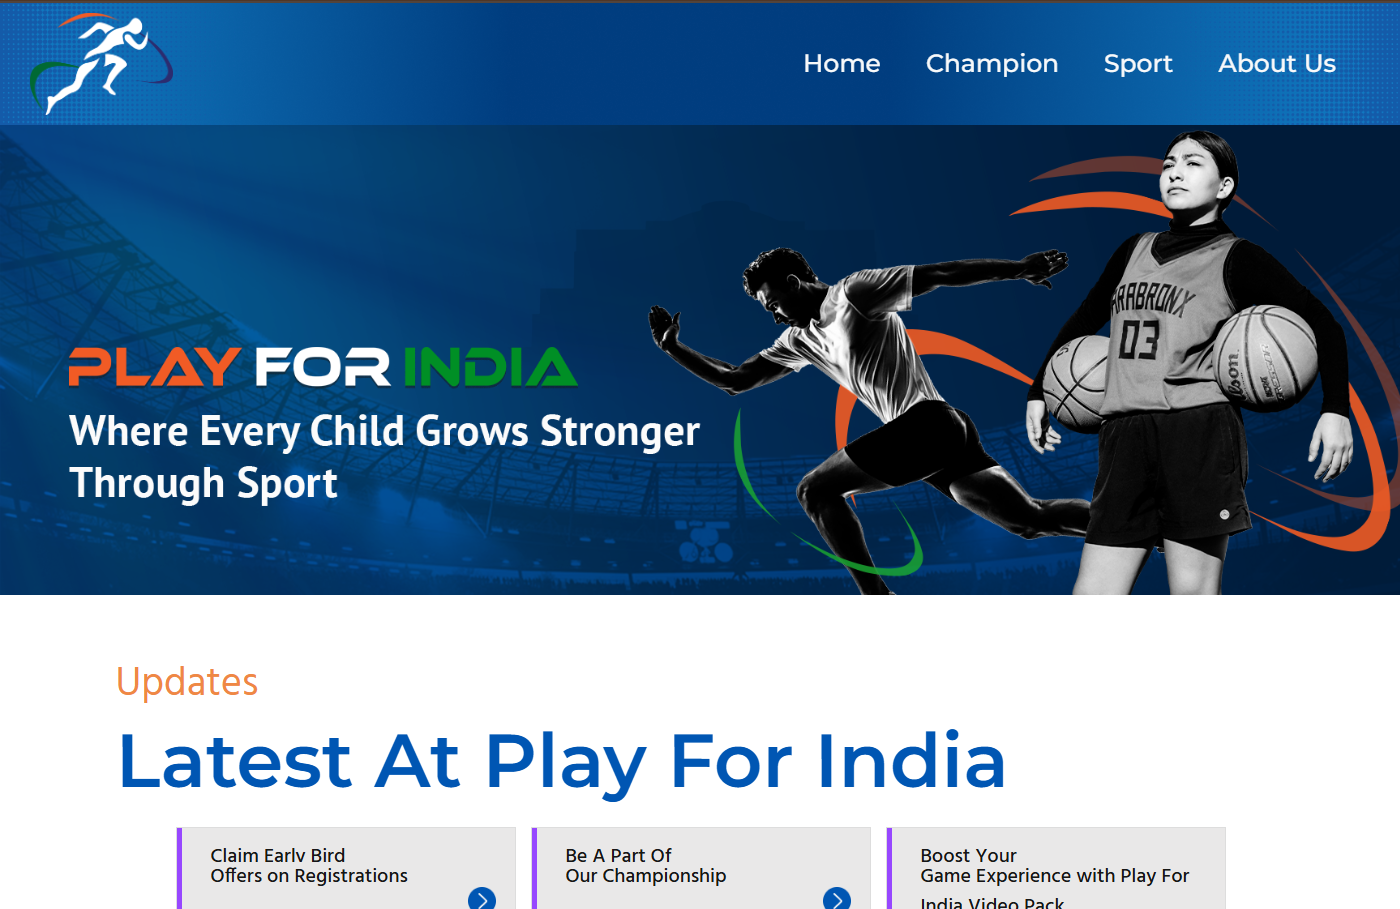 Home Champion Sport About Us
PLAY FOR INDIA
Where Every Child Grows Stronger
Through Sport
ARABRONX
03
Updates
Latest At Play For India
Claim Early Bird
Offers on Registrations
Be A Part Of
Our Championship
Boost Your
Game Experience with Play For
India Video Pack